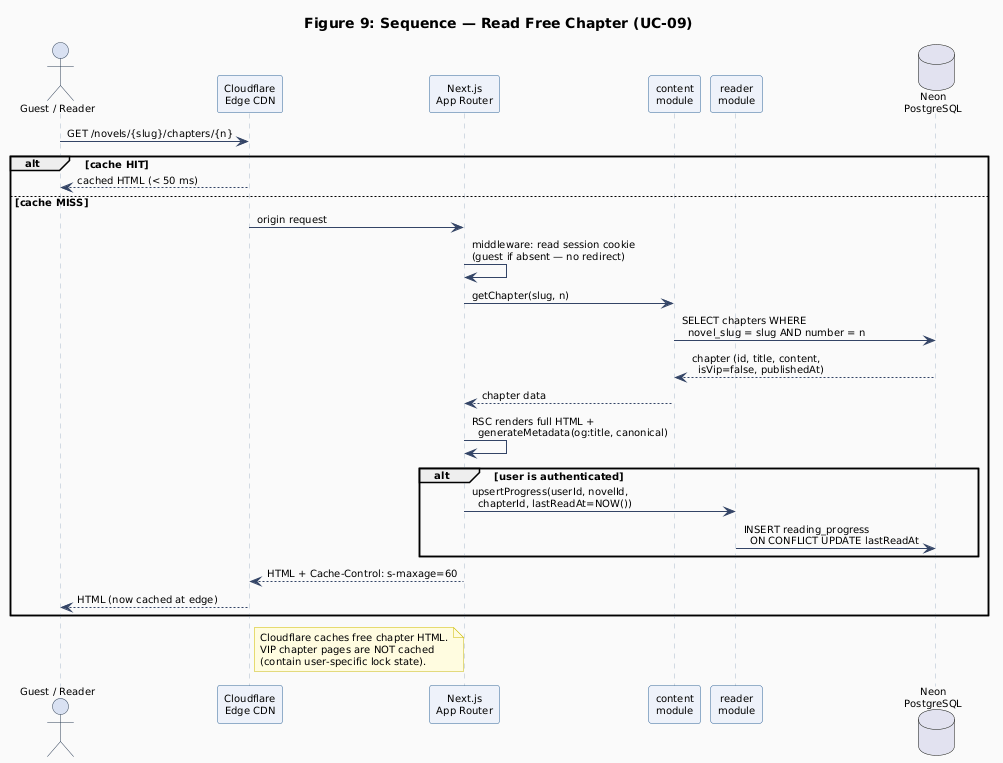 Figure 9: Sequence — Read Free Chapter (UC-09)
Guest / Reader
Cloudflare
Edge CDN
Next.js
App Router
content
module
reader
module
Neon
PostgreSQL
GET /novels/{slug}/chapters/{n}
alt
[cache HIT]
cached HTML (< 50 ms)
[cache MISS]
origin request
middleware: read session cookie
(guest if absent — no redirect)
getChapter(slug, n)
SELECT chapters WHERE
novel_slug = slug AND number = n
chapter (id, title, content,
isVip=false, publishedAt)
chapter data
RSC renders full HTML +
generateMetadata(og:title, canonical)
alt
[user is authenticated]
upsertProgress(userId, novelId,
chapterId, lastReadAt=NOW())
INSERT reading_progress
ON CONFLICT UPDATE lastReadAt
HTML + Cache-Control: s-maxage=60
HTML (now cached at edge)
Cloudflare caches free chapter HTML.
VIP chapter pages are NOT cached
(contain user-specific lock state).
Guest / Reader
Cloudflare
Edge CDN
Next.js
App Router
content
module
reader
module
Neon
PostgreSQL